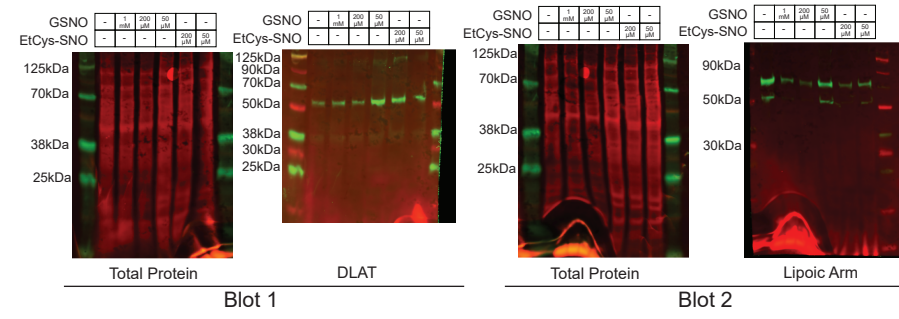 GSNO - 1 mM 200 µM 50 µM - -
EtCys-SNO - - - - 200 µM 50 µM
125kDa
70kDa
50kDa
38kDa
25kDa
Total Protein
GSNO - 1 mM 200 µM 50 µM - -
EtCys-SNO - - - - 200 µM 50 µM
125kDa
90kDa
70kDa
50kDa
38kDa
30kDa
25kDa
DLAT
Blot 1
GSNO - 1 mM 200 µM 50 µM - -
EtCys-SNO - - - - 200 µM 50 µM
125kDa
70kDa
38kDa
25kDa
Total Protein
GSNO - 1 mM 200 µM 50 µM - -
EtCys-SNO - - - - 200 µM 50 µM
90kDa
50kDa
30kDa
Lipoic Arm
Blot 2